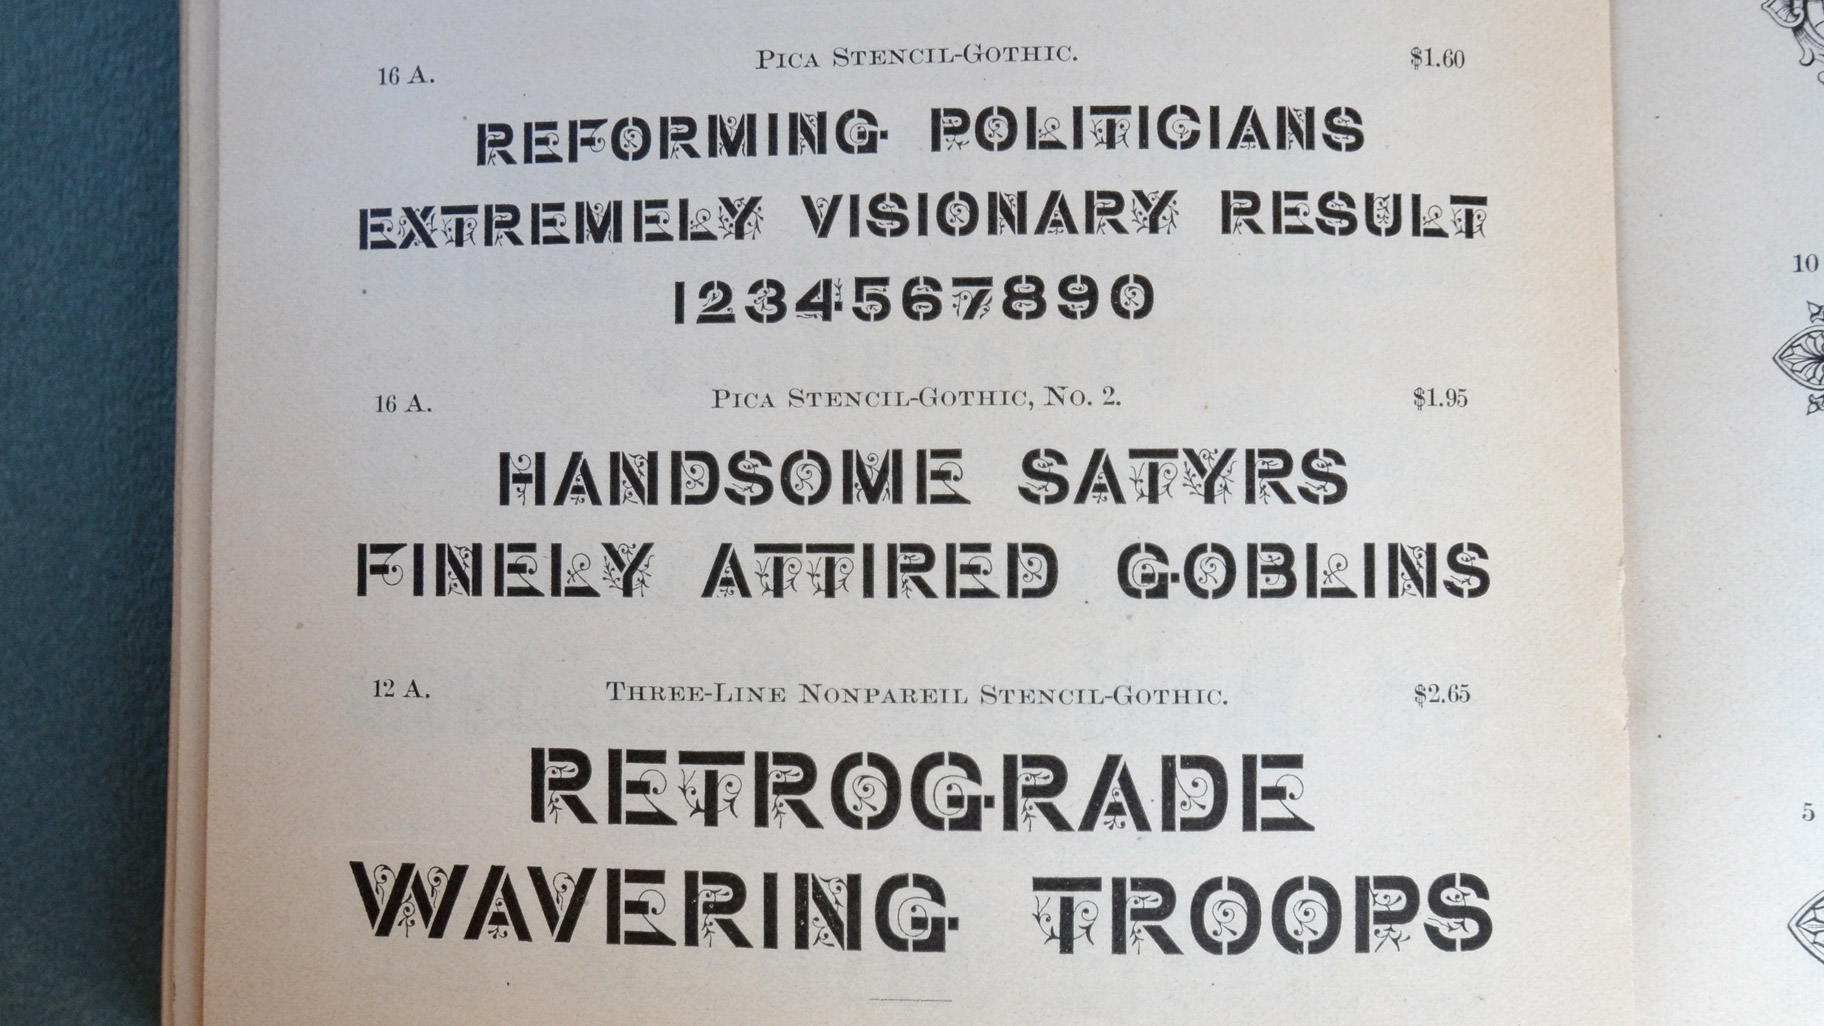 16 A. Pica Stencil-Gothic. $1.60
REFORMING POLITICIANS
EXTREMELY VISIONARY RESULT
1234567890
16 A. Pica Stencil-Gothic, No. 2. $1.95
HANDSOME SATYRS
FINELY ATTIRED GOBLINS
12 A. Three-Line Nonpareil Stencil-Gothic. $2.65
RETROGRADE
WAVERING TROOPS
10
5